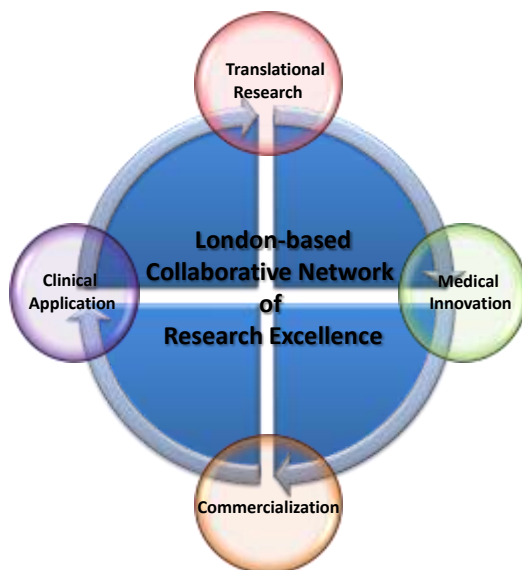 Translational
Research
London-based
Collaborative Network
of
Research Excellence
Clinical
Application
Medical
Innovation
Commercialization